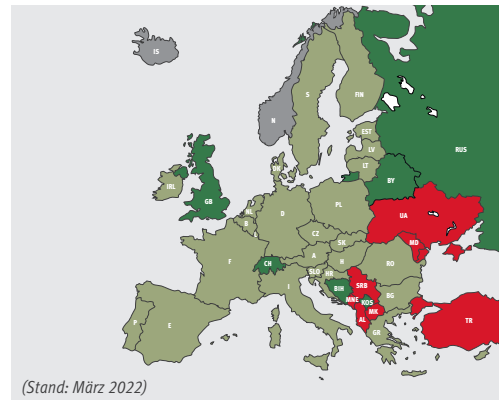 IS
N
S
FIN
EST
LV
LT
RUS
DK
IRL
GB
BY
NL
B
D
PL
UA
CZ
SK
MD
F
CH
A
H
RO
SLO
HR
I
BIH
SRB
BG
MNE
KOS
MK
AL
P
E
GR
TR
(Stand: März 2022)